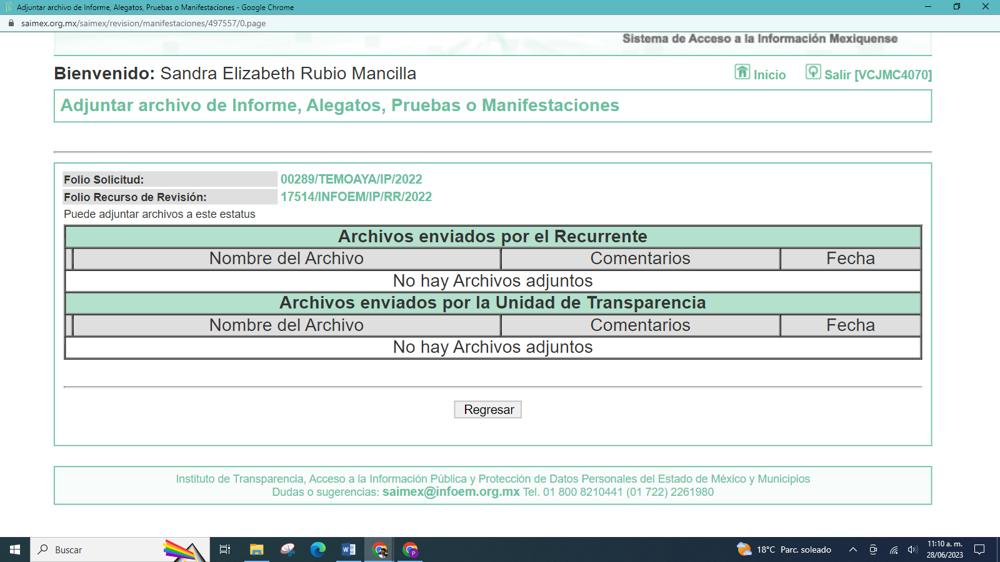 Adjuntar archivo de Informe, Alegatos, Pruebas o Manifestaciones - Google Chrome
saimex.org.mx/saimex/revision/manifestaciones/497557/0.page
Sistema de Acceso a la Información Mexiquense
Bienvenido: Sandra Elizabeth Rubio Mancilla Inicio Salir [VCJMC4070]
Adjuntar archivo de Informe, Alegatos, Pruebas o Manifestaciones
Folio Solicitud: 00289/TEMOAYA/IP/2022
Folio Recurso de Revisión: 17514/INFOEM/IP/RR/2022
Puede adjuntar archivos a este estatus
Archivos enviados por el Recurrente
Nombre del Archivo Comentarios Fecha
No hay Archivos adjuntos
Archivos enviados por la Unidad de Transparencia
Nombre del Archivo Comentarios Fecha
No hay Archivos adjuntos
Regresar
Instituto de Transparencia, Acceso a la Información Pública y Protección de Datos Personales del Estado de México y Municipios
Dudas o sugerencias: saimex@infoem.org.mx Tel. 01 800 8210441 (01 722) 2261980
Buscar
18°C Parc. soleado
11:10 a. m.
28/06/2023